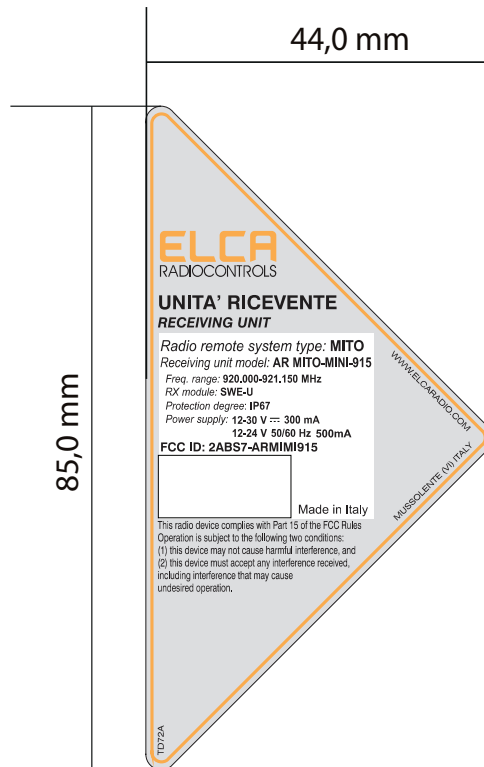 44,0 mm
85,0 mm
ELCA
RADIOCONTROLS
UNITA' RICEVENTE
RECEIVING UNIT
Radio remote system type: MITO
Receiving unit model: AR MITO-MINI-915
Freq. range: 920.000-921.150 MHz
RX module: SWE-U
Protection degree: IP67
Power supply: 12-30 V ⎓ 300 mA
12-24 V 50/60 Hz 500mA
FCC ID: 2ABS7-ARMIMI915
Made in Italy
This radio device complies with Part 15 of the FCC Rules
Operation is subject to the following two conditions:
(1) this device may not cause harmful interference, and
(2) this device must accept any interference received,
including interference that may cause
undesired operation.
WWW.ELCARADIO.COM
MUSSOLENTE (VI) ITALY
TD72A